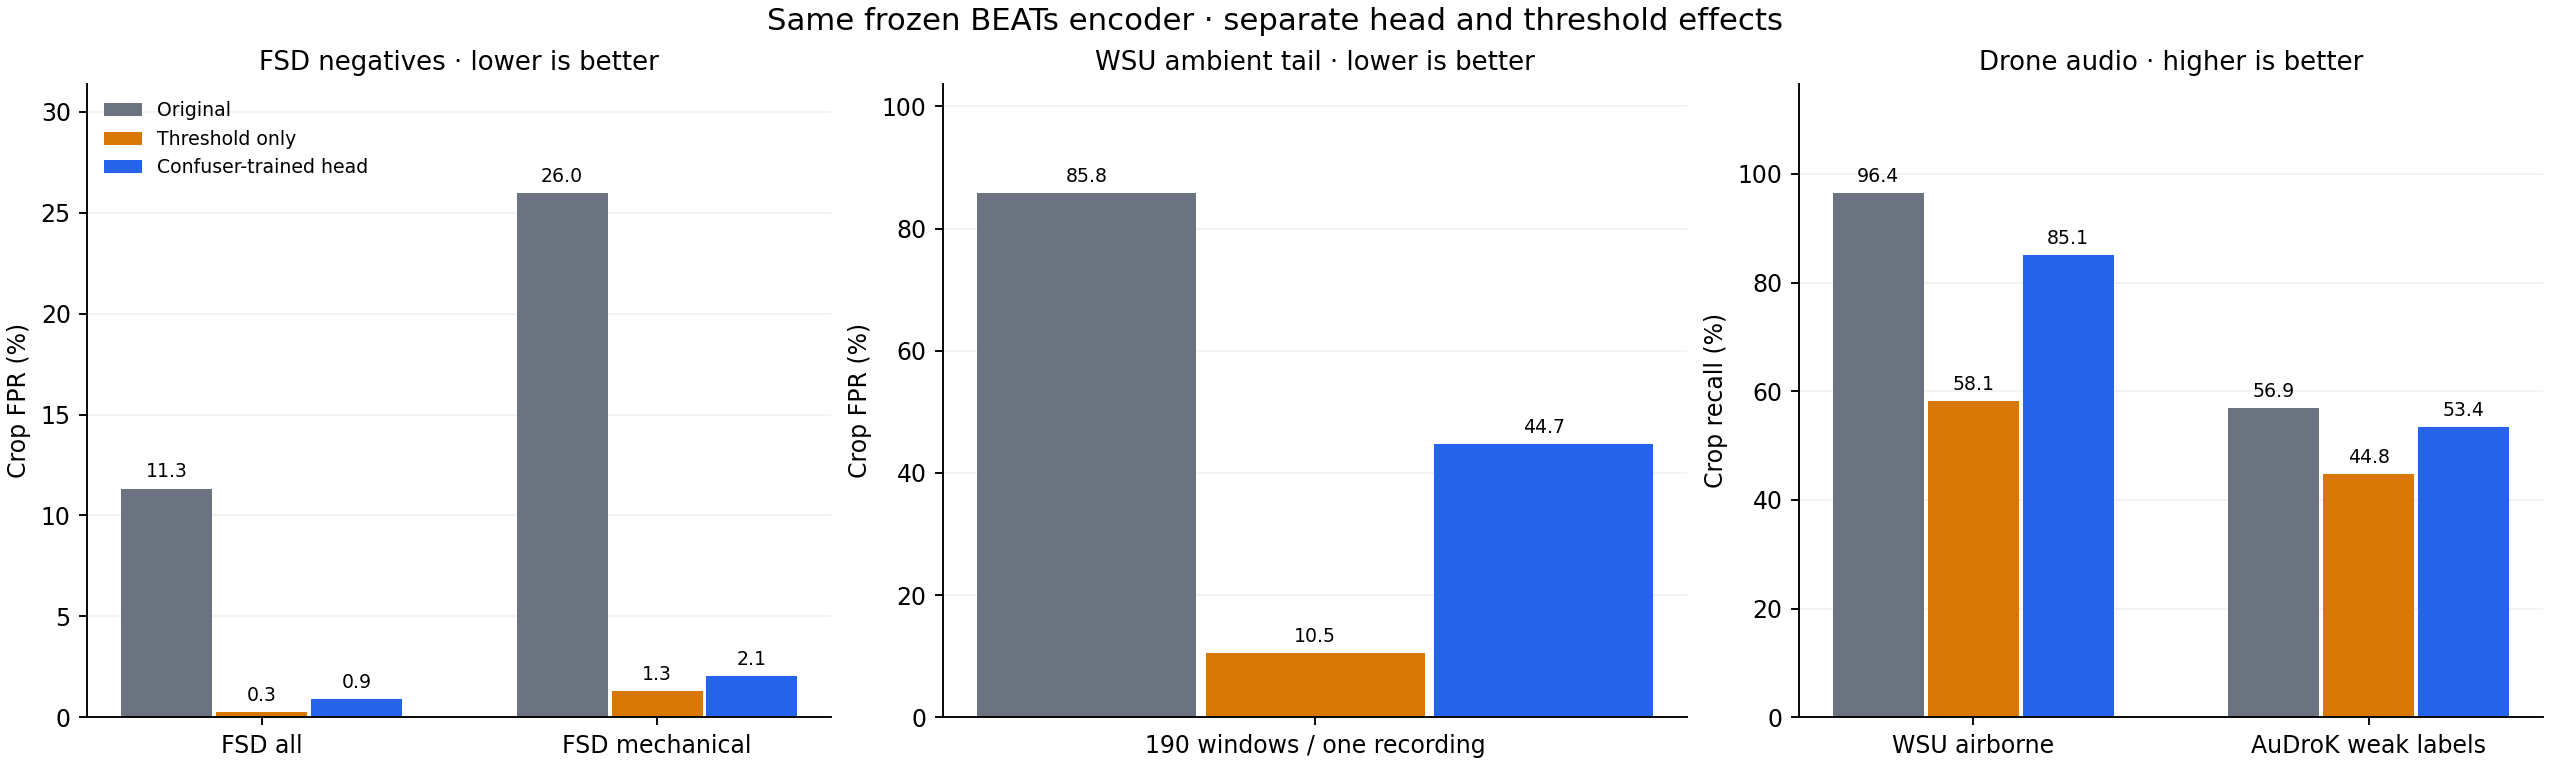 Same frozen BEATs encoder · separate head and threshold effects
FSD negatives · lower is better
Crop FPR (%)
30
25
20
15
10
5
0
Original
Threshold only
Confuser-trained head
11.3
0.3
0.9
26.0
1.3
2.1
FSD all
FSD mechanical
WSU ambient tail · lower is better
Crop FPR (%)
100
80
60
40
20
0
85.8
10.5
44.7
190 windows / one recording
Drone audio · higher is better
Crop recall (%)
100
80
60
40
20
0
96.4
58.1
85.1
56.9
44.8
53.4
WSU airborne
AuDroK weak labels